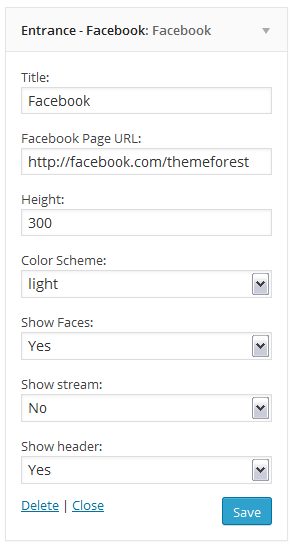 Entrance - Facebook: Facebook
Title:
Facebook
Facebook Page URL:
http://facebook.com/themeforest
Height:
300
Color Scheme:
light
Show Faces:
Yes
Show stream:
No
Show header:
Yes
Delete | Close
Save